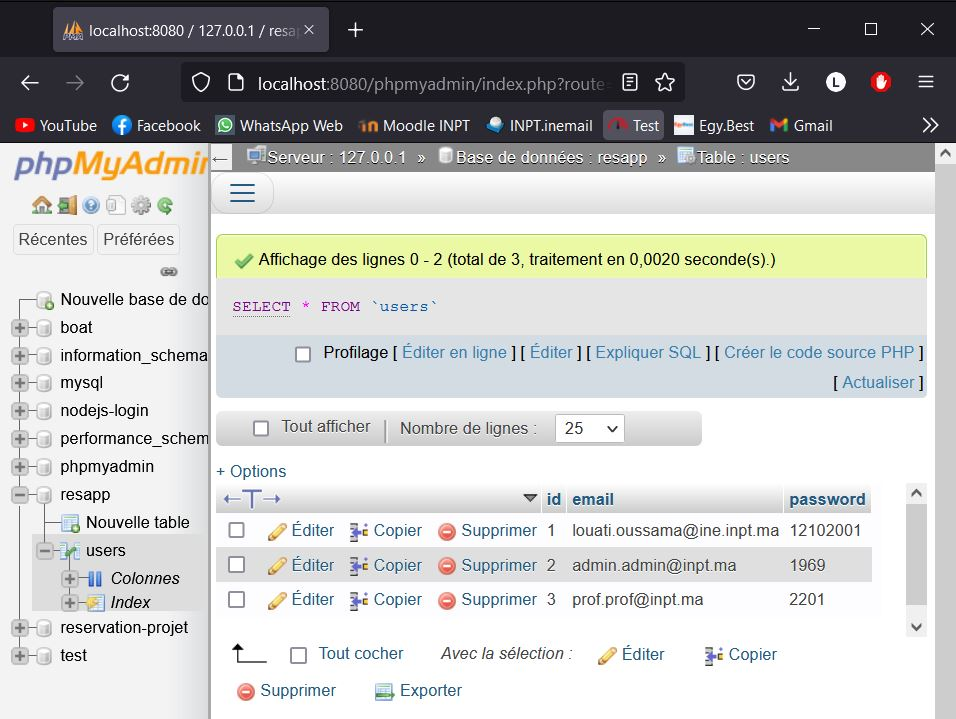 localhost:8080 / 127.0.0.1 / resap
localhost:8080/phpmyadmin/index.php?route=
YouTube Facebook WhatsApp Web Moodle INPT INPT.inemail Test Egy.Best Gmail
phpMyAdmin
Récentes Préférées
Nouvelle base de do
boat
information_schema
mysql
nodejs-login
performance_schem
phpmyadmin
resapp
Nouvelle table
users
Colonnes
Index
reservation-projet
test
Serveur : 127.0.0.1 » Base de données : resapp » Table : users
Affichage des lignes 0 - 2 (total de 3, traitement en 0,0020 seconde(s).)
SELECT * FROM `users`
Profilage [ Éditer en ligne ] [ Éditer ] [ Expliquer SQL ] [ Créer le code source PHP ]
[ Actualiser ]
Tout afficher | Nombre de lignes : 25
+ Options
←T→ id email password
Éditer Copier Supprimer 1 louati.oussama@ine.inpt.ma 12102001
Éditer Copier Supprimer 2 admin.admin@inpt.ma 1969
Éditer Copier Supprimer 3 prof.prof@inpt.ma 2201
Tout cocher Avec la sélection : Éditer Copier
Supprimer Exporter